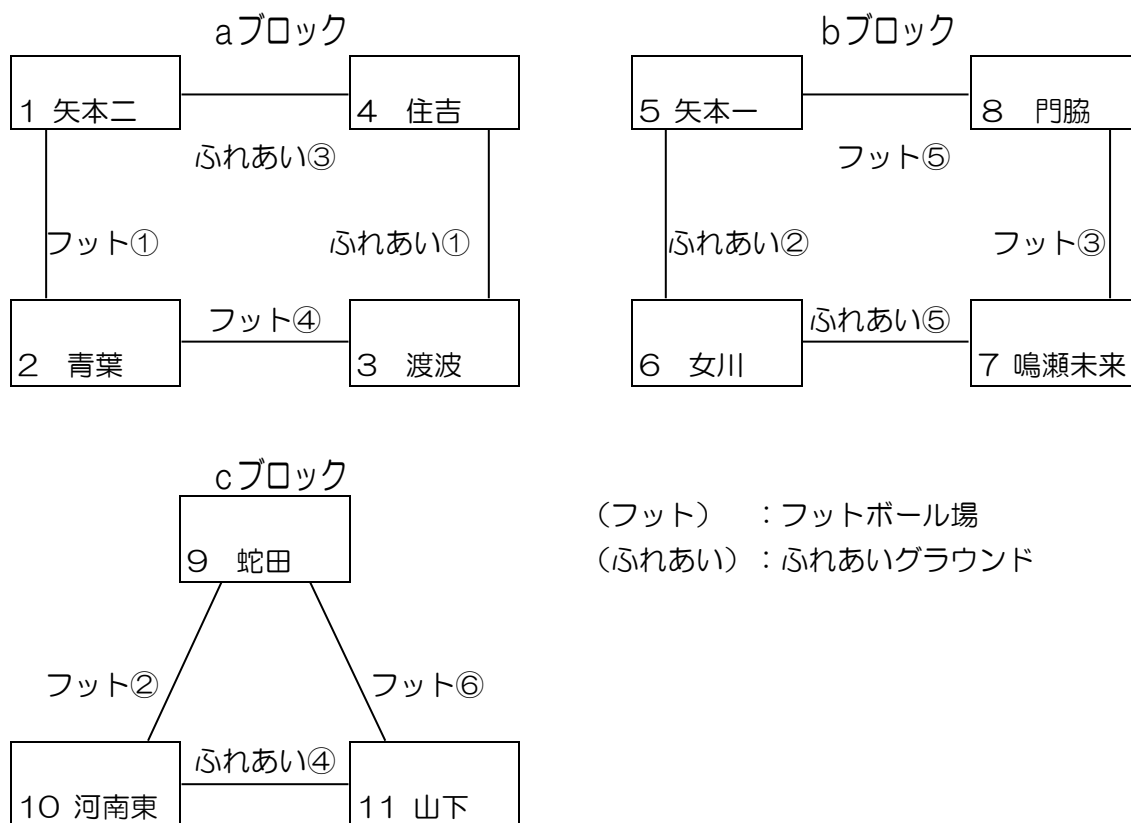 aブロック
1 矢本二
4 住吉
ふれあい③
フット①
ふれあい①
フット④
2 青葉
3 渡波
bブロック
5 矢本一
8 門脇
フット⑤
ふれあい②
フット③
ふれあい⑤
6 女川
7 鳴瀬未来
cブロック
9 蛇田
フット②
フット⑥
ふれあい④
10 河南東
11 山下
(フット) :フットボール場
(ふれあい):ふれあいグラウンド